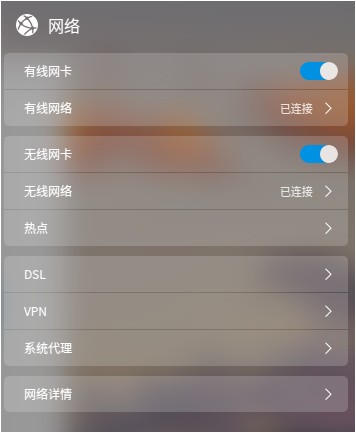 网络
有线网卡
有线网络 已连接
无线网卡
无线网络 已连接
热点
DSL
VPN
系统代理
网络详情